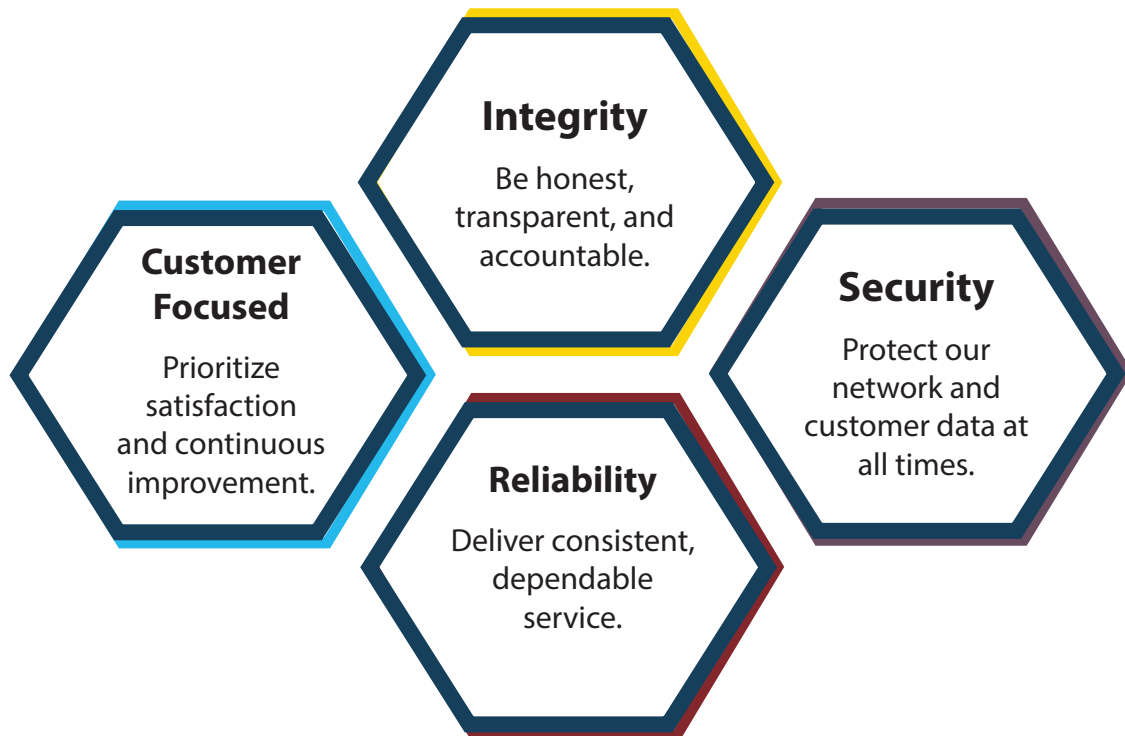 Integrity
Be honest,
transparent, and
accountable.
Customer
Focused
Prioritize
satisfaction
and continuous
improvement.
Security
Protect our
network and
customer data at
all times.
Reliability
Deliver consistent,
dependable
service.